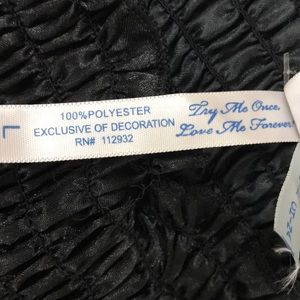 L
100%POLYESTER
EXCLUSIVE OF DECORATION
RN# 112932
Try Me Once,
Love Me Forever!